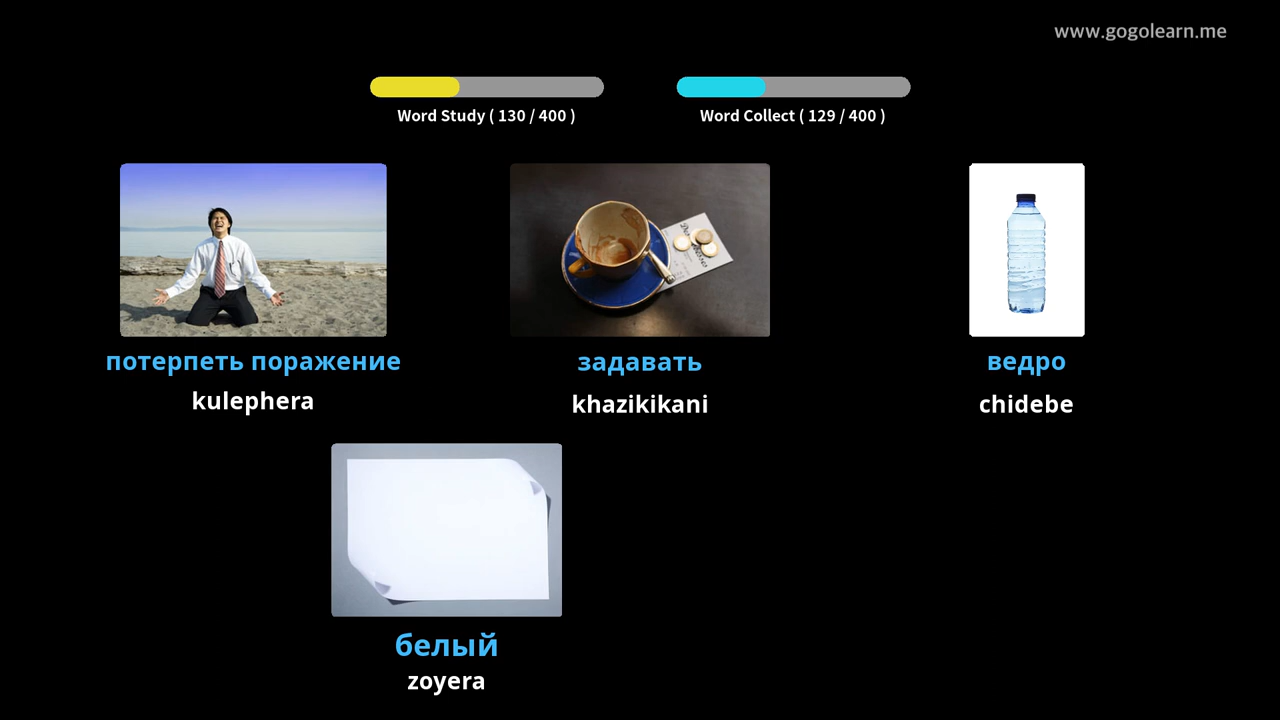 www.gogolearn.me
Word Study ( 130 / 400 )
Word Collect ( 129 / 400 )
потерпеть поражение
kulephera
задавать
khazikikani
ведро
chidebe
белый
zoyera